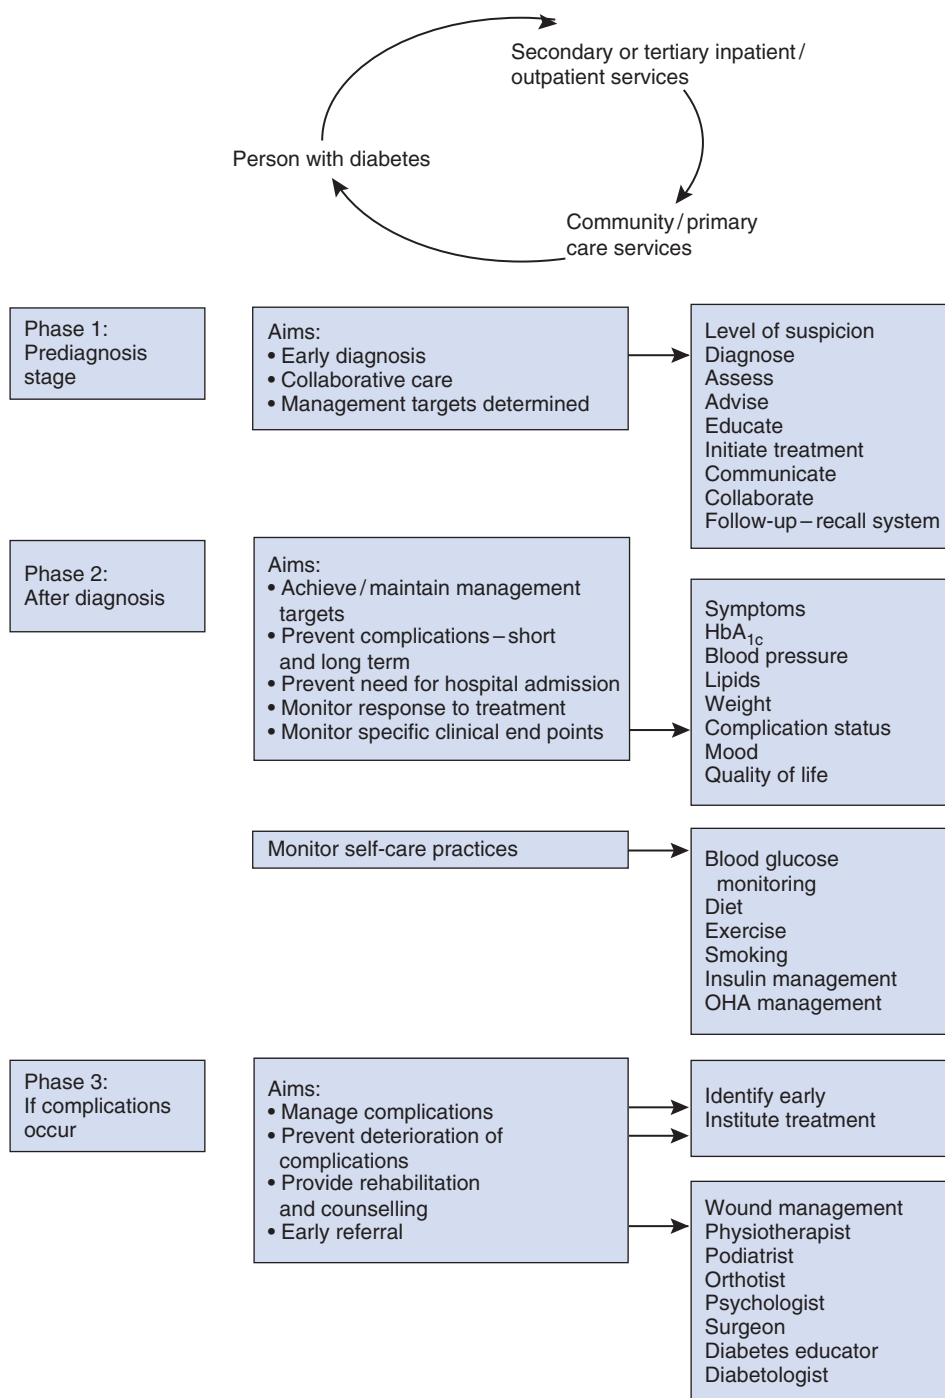 Secondary or tertiary inpatient/
outpatient services
Person with diabetes
Community/primary
care services
Phase 1:
Prediagnosis
stage
Aims:
• Early diagnosis
• Collaborative care
• Management targets determined
Level of suspicion
Diagnose
Assess
Advise
Educate
Initiate treatment
Communicate
Collaborate
Follow-up – recall system
Phase 2:
After diagnosis
Aims:
• Achieve/maintain management
targets
• Prevent complications – short
and long term
• Prevent need for hospital admission
• Monitor response to treatment
• Monitor specific clinical end points
Symptoms
HbA1c
Blood pressure
Lipids
Weight
Complication status
Mood
Quality of life
Monitor self-care practices
Blood glucose
monitoring
Diet
Exercise
Smoking
Insulin management
OHA management
Phase 3:
If complications
occur
Aims:
• Manage complications
• Prevent deterioration of
complications
• Provide rehabilitation
and counselling
• Early referral
Identify early
Institute treatment
Wound management
Physiotherapist
Podiatrist
Orthotist
Psychologist
Surgeon
Diabetes educator
Diabetologist